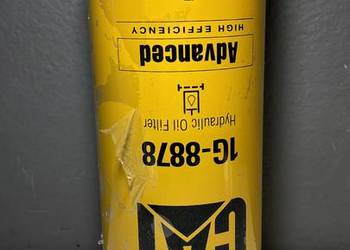 CAT
1G-8878
Hydraulic Oil Filter
Advanced
HIGH EFFICIENCY